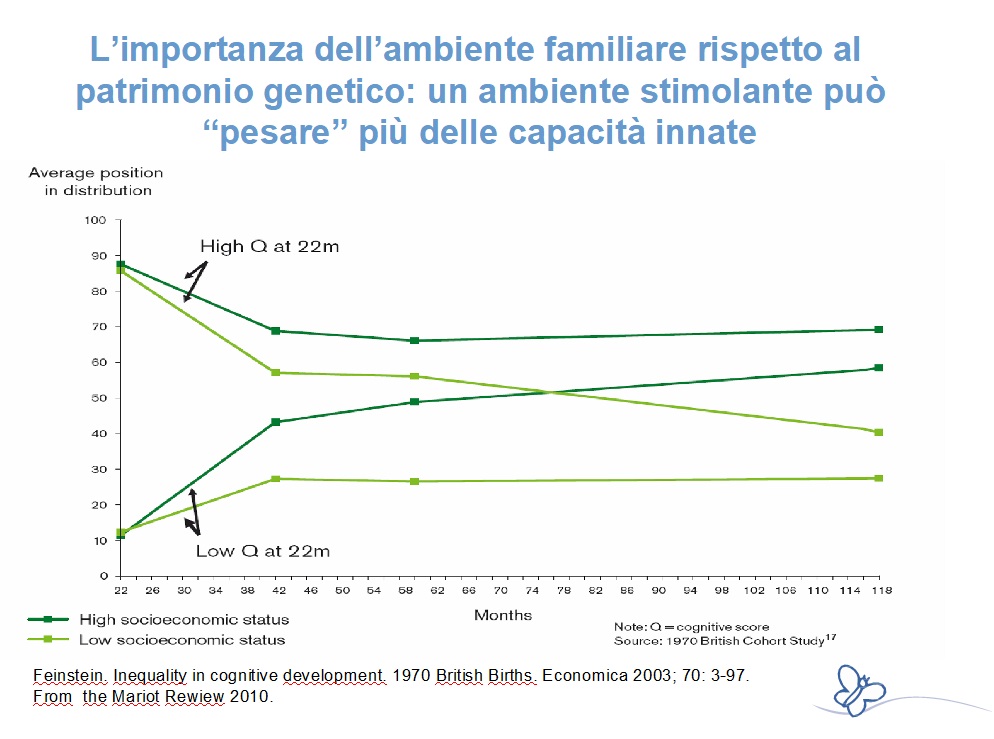 L’importanza dell’ambiente familiare rispetto al
patrimonio genetico: un ambiente stimolante può
“pesare” più delle capacità innate
Average position
in distribution
100
90
80
70
60
50
40
30
20
10
0
High Q at 22m
Low Q at 22m
22 26 30 34 38 42 46 50 54 58 62 66 70 74 78 82 86 90 94 98 102 106 110 114 118
Months
High socioeconomic status
Low socioeconomic status
Note: Q = cognitive score
Source: 1970 British Cohort Study17
Feinstein. Inequality in cognitive development. 1970 British Births. Economica 2003; 70: 3-97.
From the Mariot Rewiew 2010.